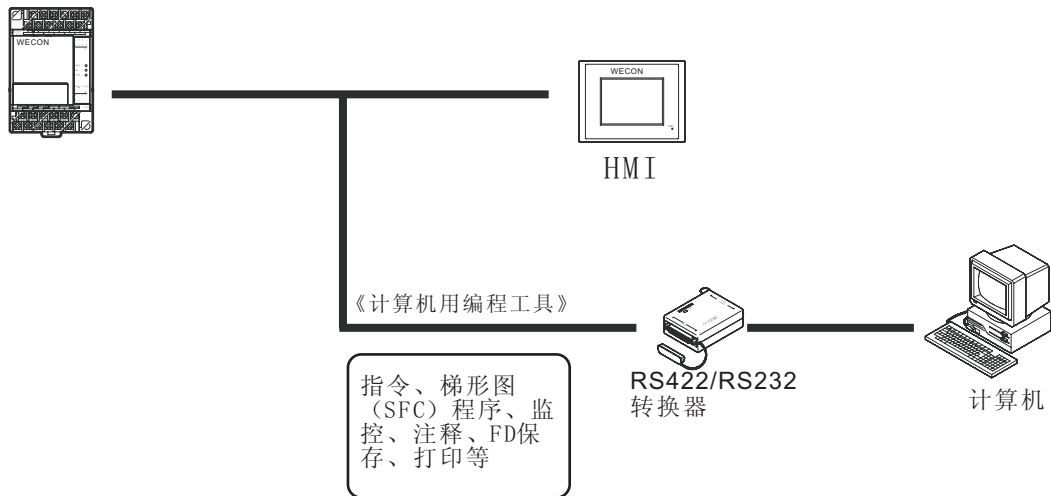 WECON
WECON
HMI
《计算机用编程工具》
指令、梯形图
（SFC）程序、监
控、注释、FD保
存、打印等
RS422/RS232
转换器
计算机